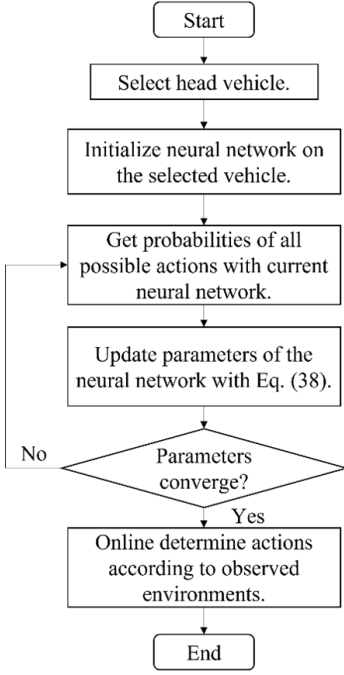 Start
Select head vehicle.
Initialize neural network on
the selected vehicle.
Get probabilities of all
possible actions with current
neural network.
Update parameters of the
neural network with Eq. (38).
Parameters
converge?
No
Yes
Online determine actions
according to observed
environments.
End